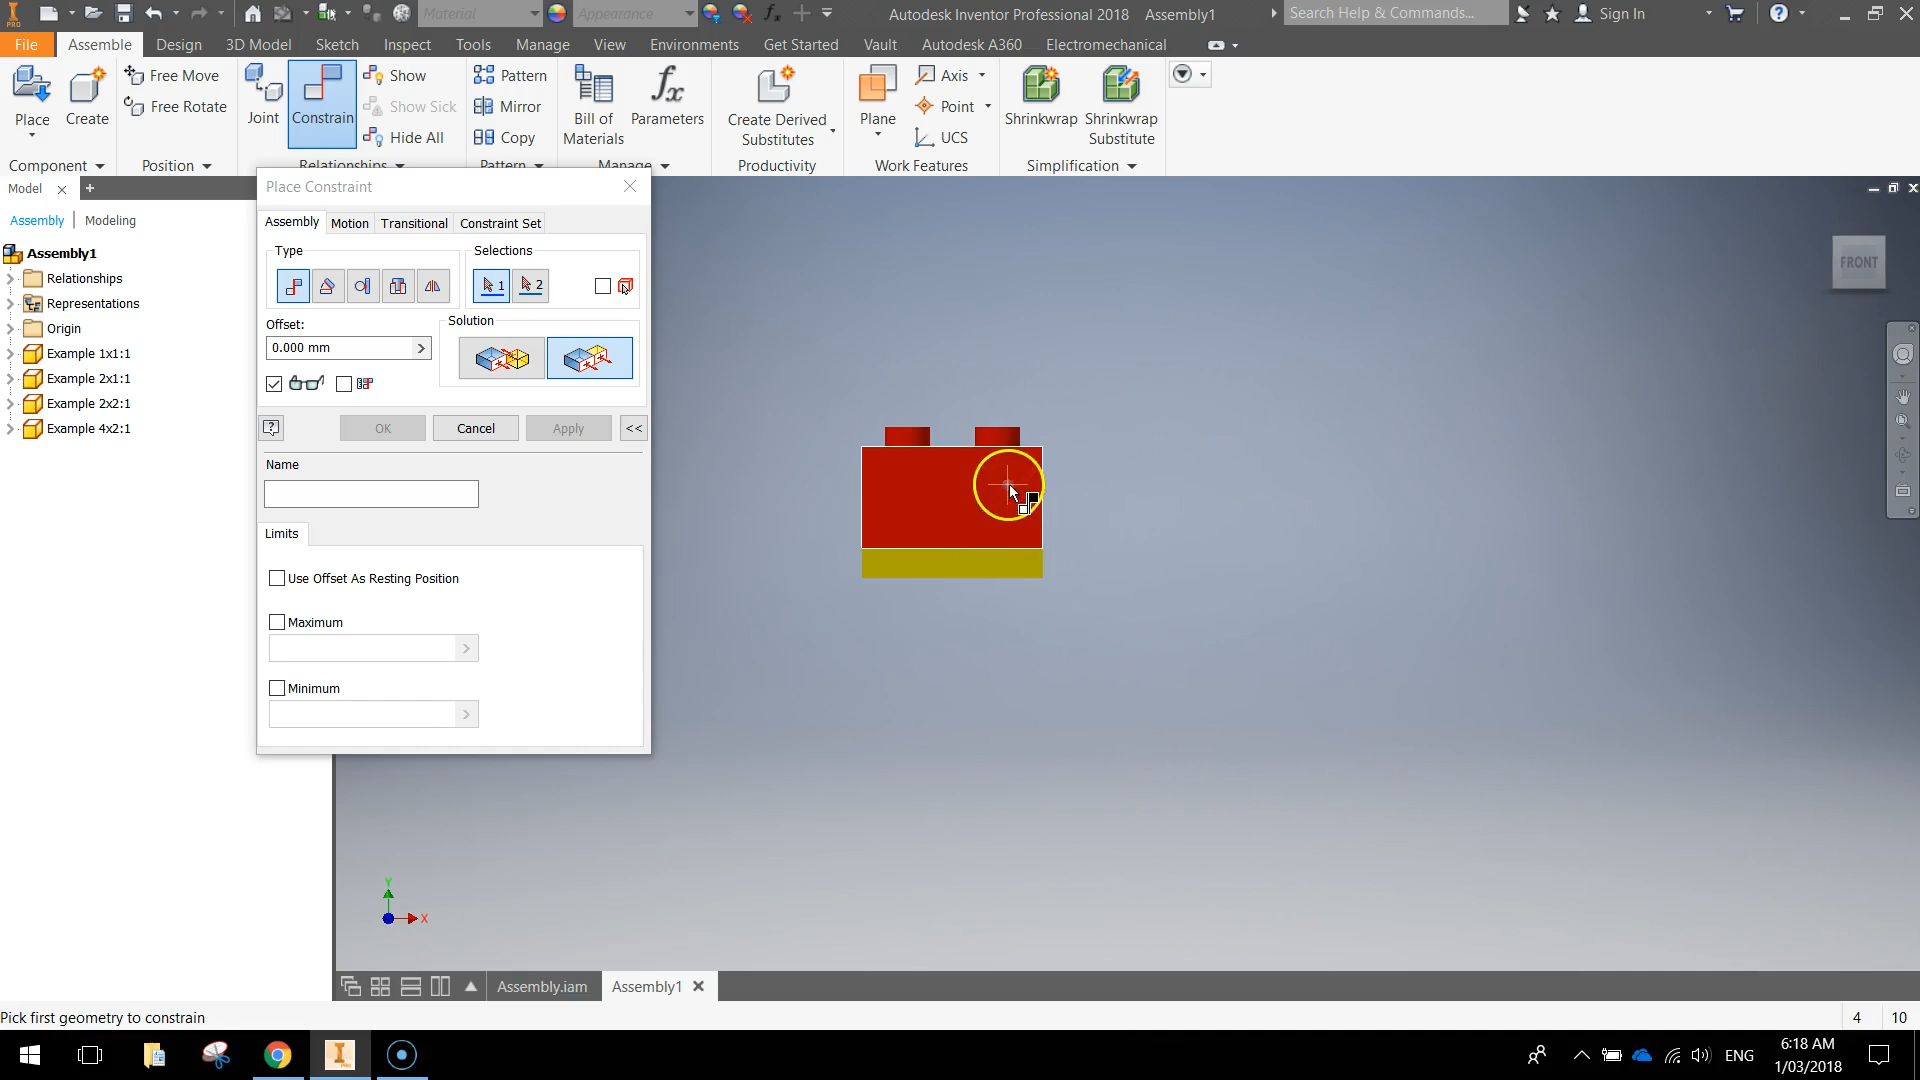 PRO
Material
Appearance
Autodesk Inventor Professional 2018 Assembly1
Search Help & Commands...
Sign In
File Assemble Design 3D Model Sketch Inspect Tools Manage View Environments Get Started Vault Autodesk A360 Electromechanical
Place
Create
Free Move
Free Rotate
Joint
Constrain
Show
Show Sick
Hide All
Pattern
Mirror
Copy
Bill of
Materials
fx
Parameters
Create Derived
Substitutes
Plane
Axis
Point
UCS
Shrinkwrap
Shrinkwrap
Substitute
Component Position Relationships Pattern Manage Productivity Work Features Simplification
Model
Assembly Modeling
Assembly1
Relationships
Representations
Origin
Example 1x1:1
Example 2x1:1
Example 2x2:1
Example 4x2:1
Place Constraint
Assembly Motion Transitional Constraint Set
Type
Selections
1 2
Offset:
0.000 mm
Solution
OK Cancel Apply <<
Name
Limits
Use Offset As Resting Position
Maximum
Minimum
FRONT
Y
X
Assembly.iam Assembly1
Pick first geometry to constrain
4 10
ENG
6:18 AM
1/03/2018